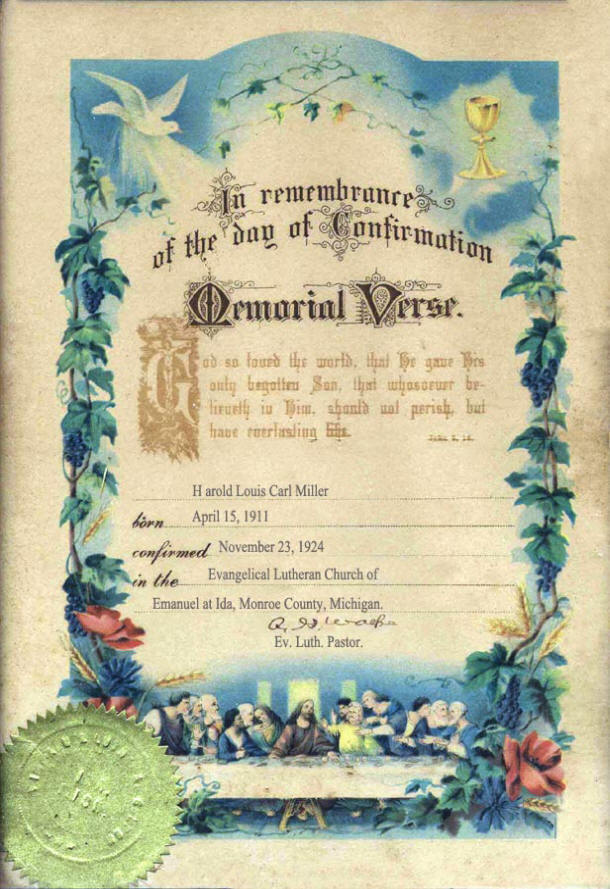 In remembrance
of the day of Confirmation
Memorial Verse.
God so loved the world, that He gave His
only begotten Son, that whosoever be-
lieveth in Him, should not perish, but
have everlasting life.
John 3, 16.
H arold Louis Carl Miller
born April 15, 1911
confirmed November 23, 1924
in the Evangelical Lutheran Church of
Emanuel at Ida, Monroe County, Michigan.
Ev. Luth. Pastor.